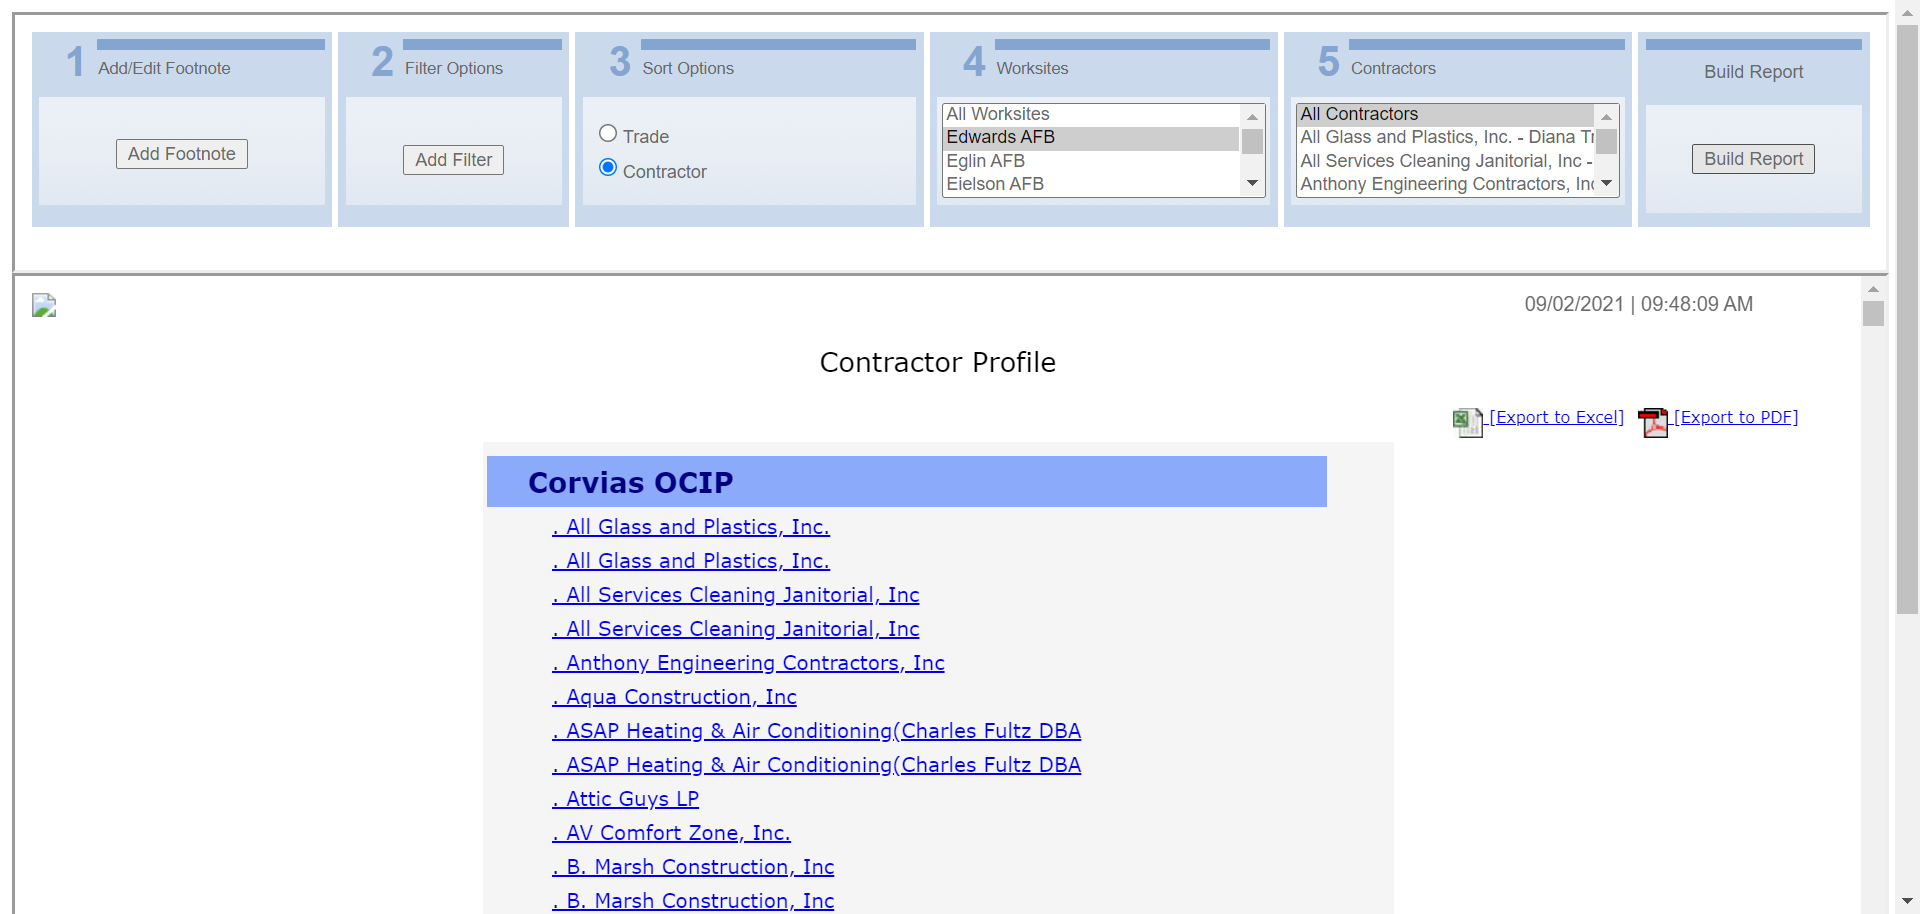 1 Add/Edit Footnote
Add Footnote
2 Filter Options
Add Filter
3 Sort Options
Trade
Contractor
4 Worksites
All Worksites
Edwards AFB
Eglin AFB
Eielson AFB
5 Contractors
All Contractors
All Glass and Plastics, Inc. - Diana Tr
All Services Cleaning Janitorial, Inc -
Anthony Engineering Contractors, Inc
Build Report
Build Report
09/02/2021 | 09:48:09 AM
Contractor Profile
[Export to Excel] [Export to PDF]
Corvias OCIP
. All Glass and Plastics, Inc.
. All Glass and Plastics, Inc.
. All Services Cleaning Janitorial, Inc
. All Services Cleaning Janitorial, Inc
. Anthony Engineering Contractors, Inc
. Aqua Construction, Inc
. ASAP Heating & Air Conditioning(Charles Fultz DBA
. ASAP Heating & Air Conditioning(Charles Fultz DBA
. Attic Guys LP
. AV Comfort Zone, Inc.
. B. Marsh Construction, Inc
. B. Marsh Construction, Inc